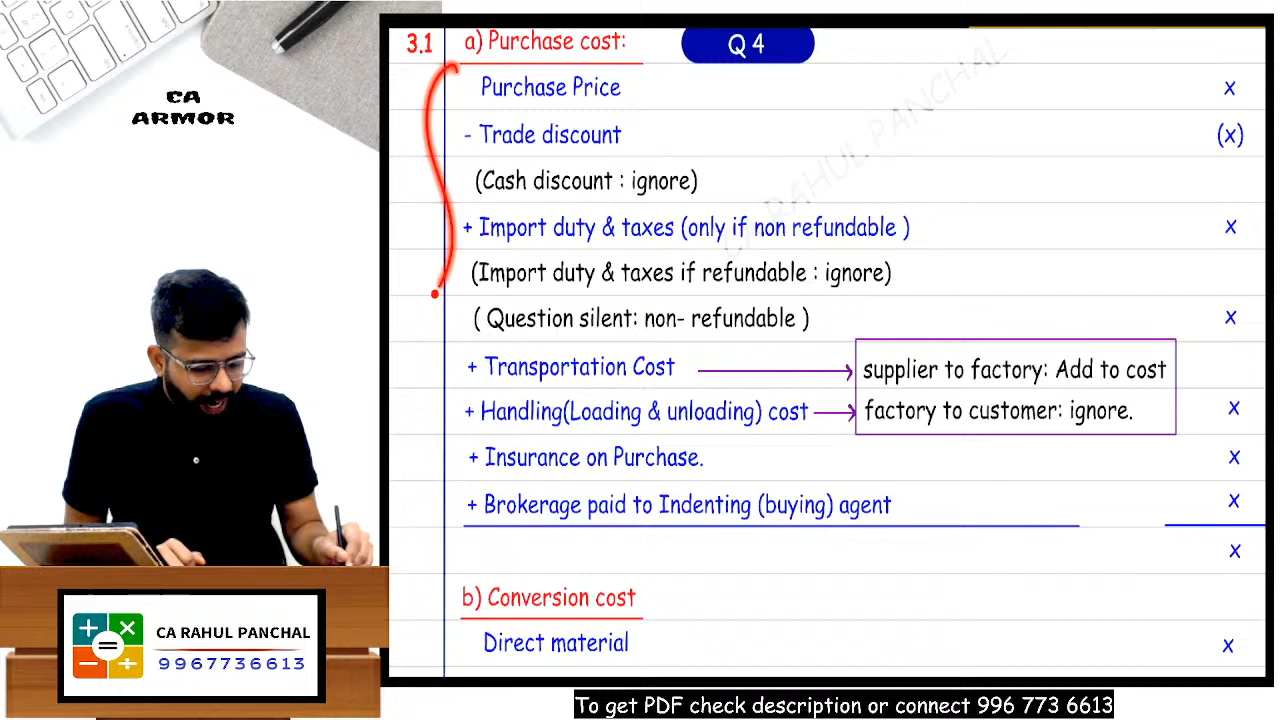 CA
ARMOR
3.1 a) Purchase cost: Q 4
Purchase Price x
- Trade discount (x)
(Cash discount : ignore)
+ Import duty & taxes (only if non refundable ) x
(Import duty & taxes if refundable : ignore)
( Question silent: non- refundable ) x
+ Transportation Cost supplier to factory: Add to cost
+ Handling(Loading & unloading) cost factory to customer: ignore. x
+ Insurance on Purchase. x
+ Brokerage paid to Indenting (buying) agent x
x
b) Conversion cost
Direct material x
CA RAHUL PANCHAL
CA RAHUL PANCHAL
9967736613
To get PDF check description or connect 996 773 6613